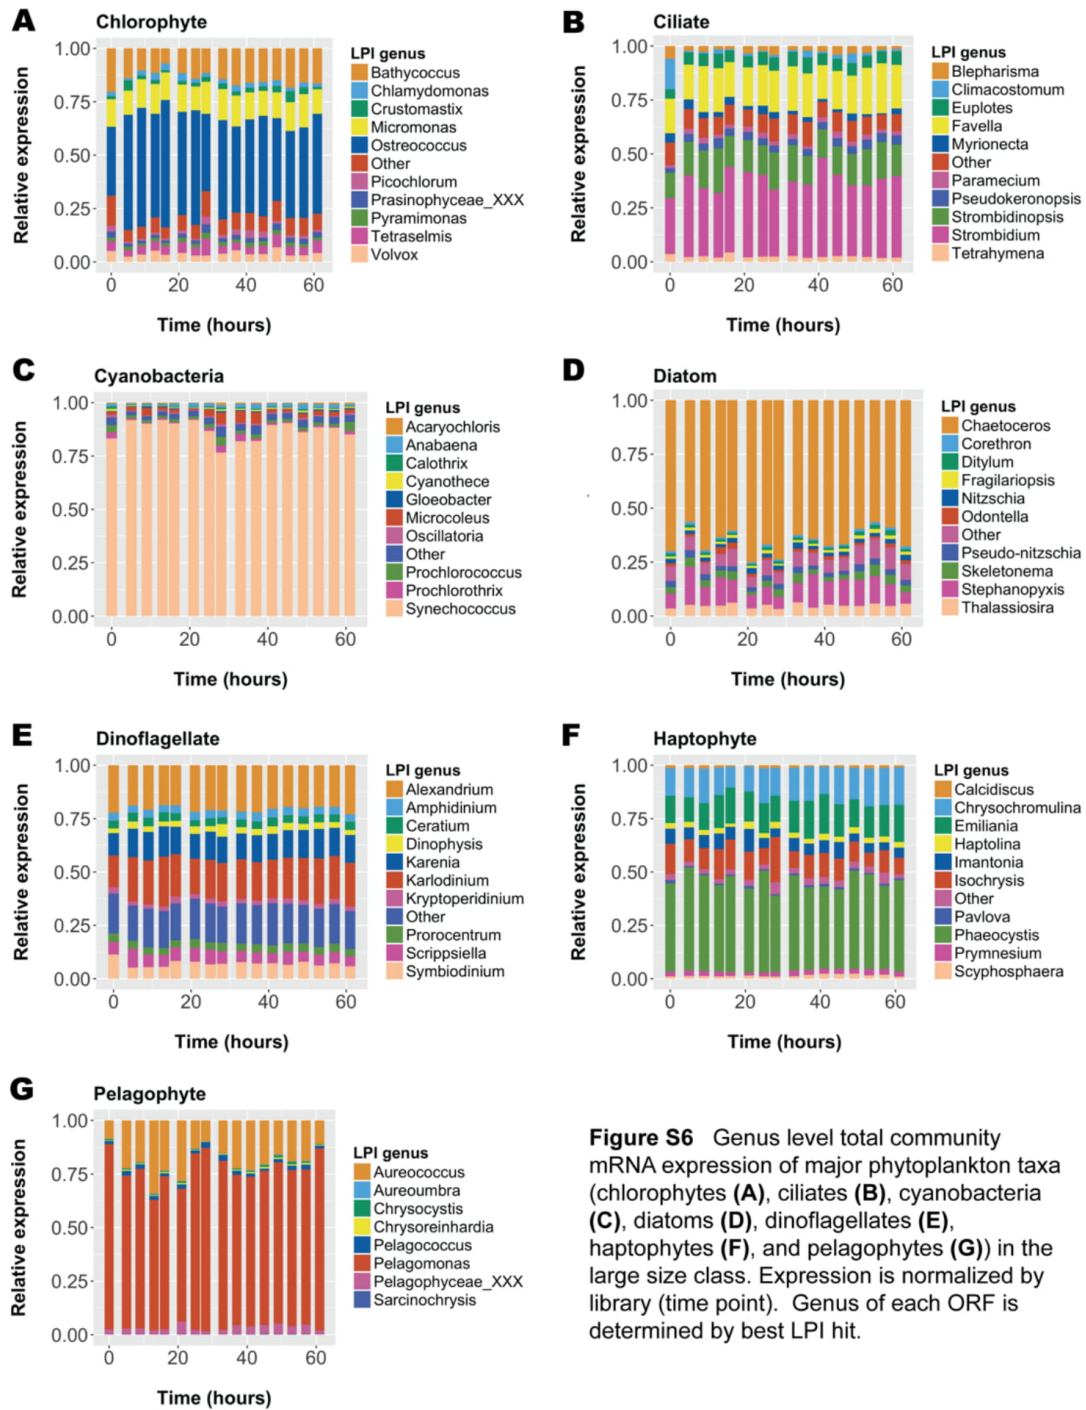 A
Chlorophyte
Relative expression
1.00
0.75
0.50
0.25
0.00
0 20 40 60
Time (hours)
LPI genus
Bathycoccus
Chlamydomonas
Crustomastix
Micromonas
Ostreococcus
Other
Picochlorum
Prasinophyceae_XXX
Pyramimonas
Tetraselmis
Volvox
B
Ciliate
Relative expression
1.00
0.75
0.50
0.25
0.00
0 20 40 60
Time (hours)
LPI genus
Blepharisma
Climacostomum
Euplotes
Favella
Myrionecta
Other
Paramecium
Pseudokeronopsis
Strombidinopsis
Strombidium
Tetrahymena
C
Cyanobacteria
Relative expression
1.00
0.75
0.50
0.25
0.00
0 20 40 60
Time (hours)
LPI genus
Acaryochloris
Anabaena
Calothrix
Cyanothece
Gloeobacter
Microcoleus
Oscillatoria
Other
Prochlorococcus
Prochlorothrix
Synechococcus
D
Diatom
Relative expression
1.00
0.75
0.50
0.25
0.00
0 20 40 60
Time (hours)
LPI genus
Chaetoceros
Corethron
Ditylum
Fragilariopsis
Nitzschia
Odontella
Other
Pseudo-nitzschia
Skeletonema
Stephanopyxis
Thalassiosira
E
Dinoflagellate
Relative expression
1.00
0.75
0.50
0.25
0.00
0 20 40 60
Time (hours)
LPI genus
Alexandrium
Amphidinium
Ceratium
Dinophysis
Karenia
Karlodinium
Kryptoperidinium
Other
Prorocentrum
Scrippsiella
Symbiodinium
F
Haptophyte
Relative expression
1.00
0.75
0.50
0.25
0.00
0 20 40 60
Time (hours)
LPI genus
Calcidiscus
Chrysochromulina
Emiliania
Haptolina
Imantonia
Isochrysis
Other
Pavlova
Phaeocystis
Prymnesium
Scyphosphaera
G
Pelagophyte
Relative expression
1.00
0.75
0.50
0.25
0.00
0 20 40 60
Time (hours)
LPI genus
Aureococcus
Aureoumbra
Chrysocystis
Chrysoreinhardia
Pelagococcus
Pelagomonas
Pelagophyceae_XXX
Sarcinochrysis
Figure S6 Genus level total community
mRNA expression of major phytoplankton taxa
(chlorophytes (A), ciliates (B), cyanobacteria
(C), diatoms (D), dinoflagellates (E),
haptophytes (F), and pelagophytes (G)) in the
large size class. Expression is normalized by
library (time point). Genus of each ORF is
determined by best LPI hit.